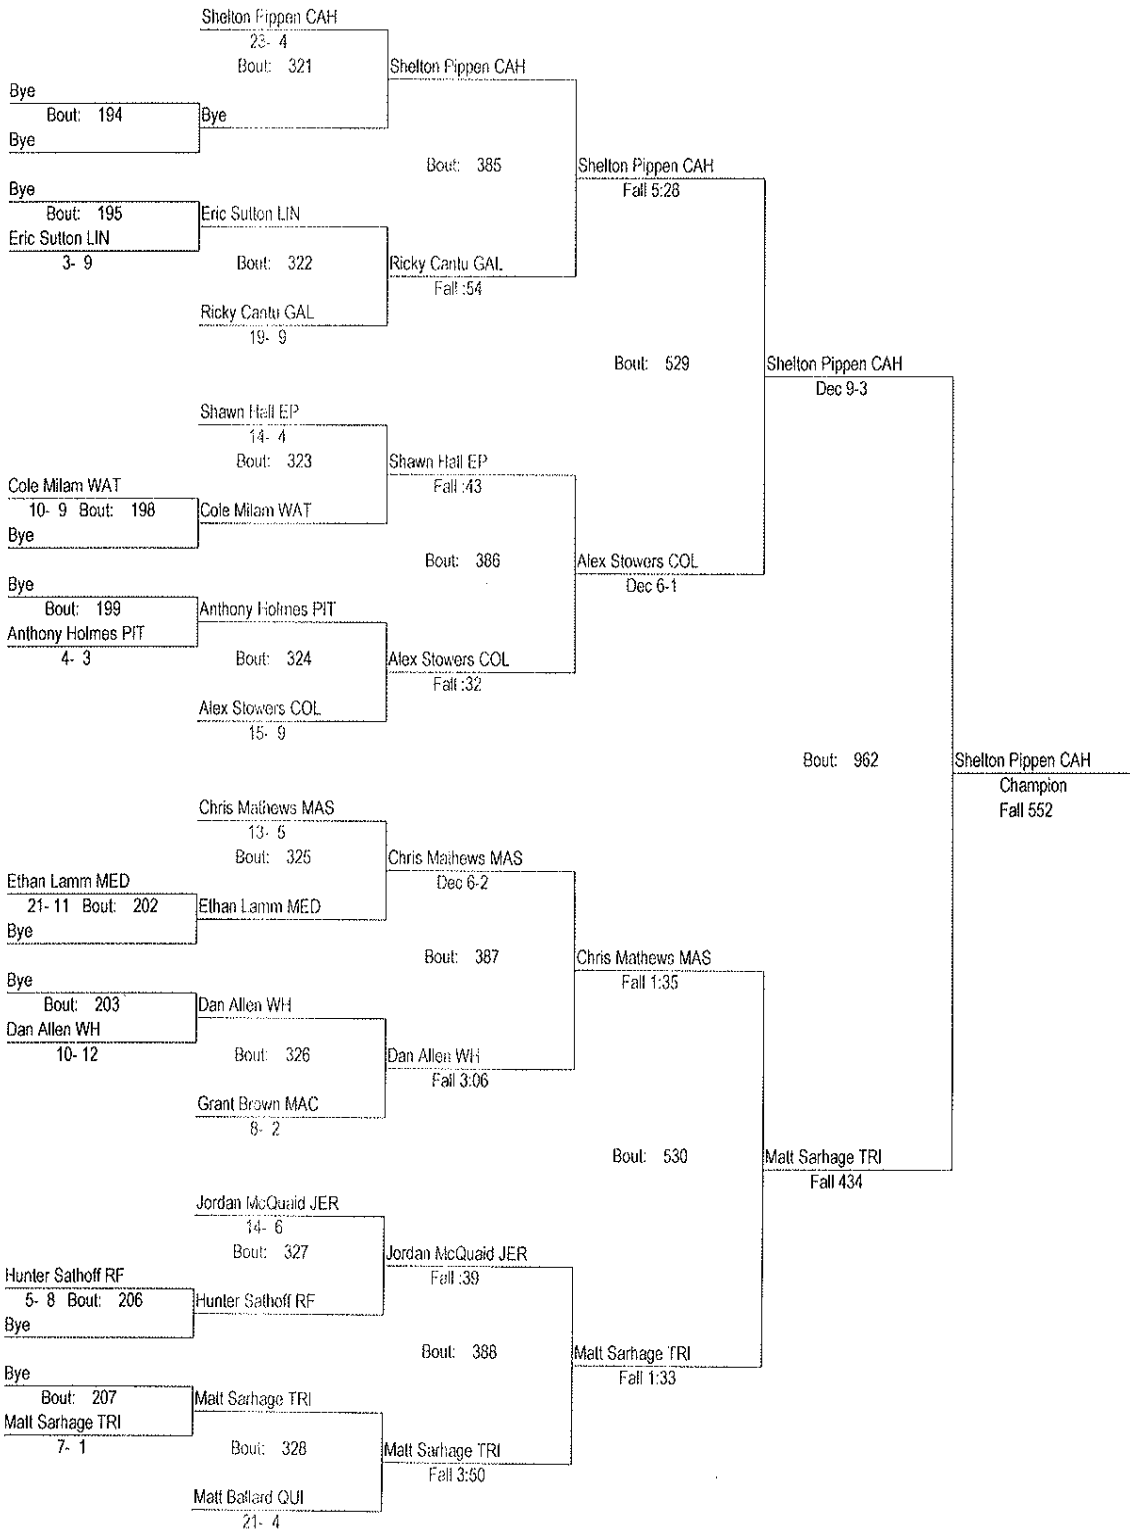 Shelton Pippen CAH
23- 4
Bout: 321
Shelton Pippen CAH
Bye
Bout: 194
Bye
Bye
Bout: 385
Shelton Pippen CAH
Fall 5:28
Bye
Bout: 195
Eric Sutton LIN
Eric Sutton LIN
3- 9
Bout: 322
Ricky Cantu GAL
Fall :54
Ricky Cantu GAL
19- 9
Bout: 529
Shelton Pippen CAH
Dec 9-3
Shawn Hall EP
14- 4
Bout: 323
Shawn Hall EP
Fall :43
Cole Milam WAT
10- 9 Bout: 198
Cole Milam WAT
Bye
Bout: 386
Alex Stowers COL
Dec 6-1
Bye
Bout: 199
Anthony Holmes PIT
Anthony Holmes PIT
4- 3
Bout: 324
Alex Stowers COL
Fall :32
Alex Stowers COL
15- 9
Bout: 962
Shelton Pippen CAH
Champion
Fall 552
Chris Mathews MAS
13- 5
Bout: 325
Chris Mathews MAS
Dec 6-2
Ethan Lamm MED
21- 11 Bout: 202
Ethan Lamm MED
Bye
Bout: 387
Chris Mathews MAS
Fall 1:35
Bye
Bout: 203
Dan Allen WH
Dan Allen WH
10- 12
Bout: 326
Dan Allen WH
Fall 3:06
Grant Brown MAC
8- 2
Bout: 530
Matt Sarhage TRI
Fall 434
Jordan McQuaid JER
14- 6
Bout: 327
Jordan McQuaid JER
Fall :39
Hunter Sathoff RF
5- 8 Bout: 206
Hunter Sathoff RF
Bye
Bout: 388
Matt Sarhage TRI
Fall 1:33
Bye
Bout: 207
Matt Sarhage TRI
Matt Sarhage TRI
7- 1
Bout: 328
Matt Sarhage TRI
Fall 3:50
Matt Ballard QUI
21- 4